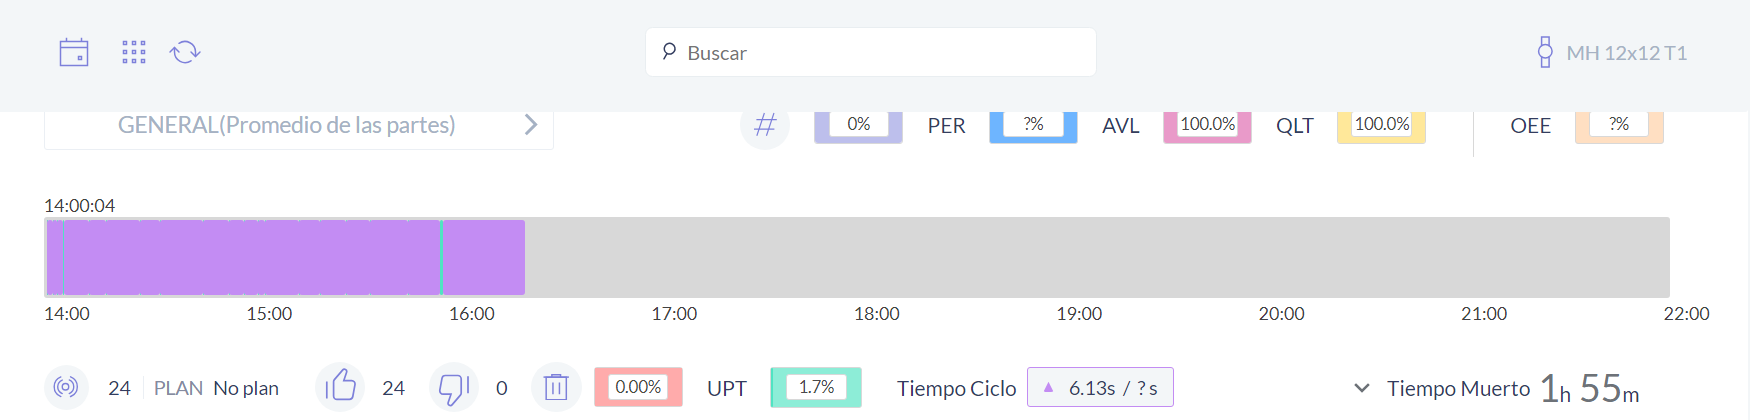 Buscar
MH 12x12 T1
GENERAL(Promedio de las partes)
# 0% PER ?% AVL 100.0% QLT 100.0% OEE ?%
14:00:04
14:00 15:00 16:00 17:00 18:00 19:00 20:00 21:00 22:00
24 PLAN No plan 24 0 0.00% UPT 1.7% Tiempo Ciclo 6.13s / ? s Tiempo Muerto 1h 55m